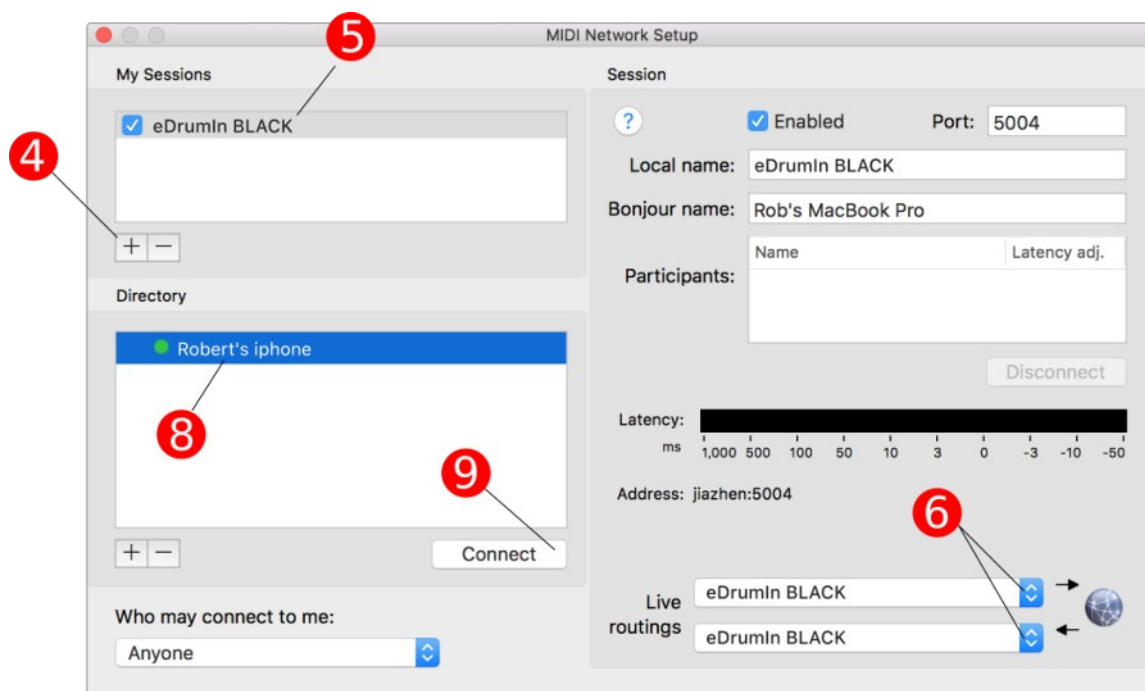 MIDI Network Setup
5
My Sessions
eDrumIn BLACK
4
+ −
Directory
Robert's iphone
8
9
+ −
Connect
Who may connect to me:
Anyone
Session
?
Enabled
Port: 5004
Local name: eDrumIn BLACK
Bonjour name: Rob's MacBook Pro
Participants:
Name Latency adj.
Disconnect
Latency:
ms 1,000 500 100 50 10 3 0 -3 -10 -50
Address: jiazhen:5004
6
Live routings
eDrumIn BLACK
eDrumIn BLACK